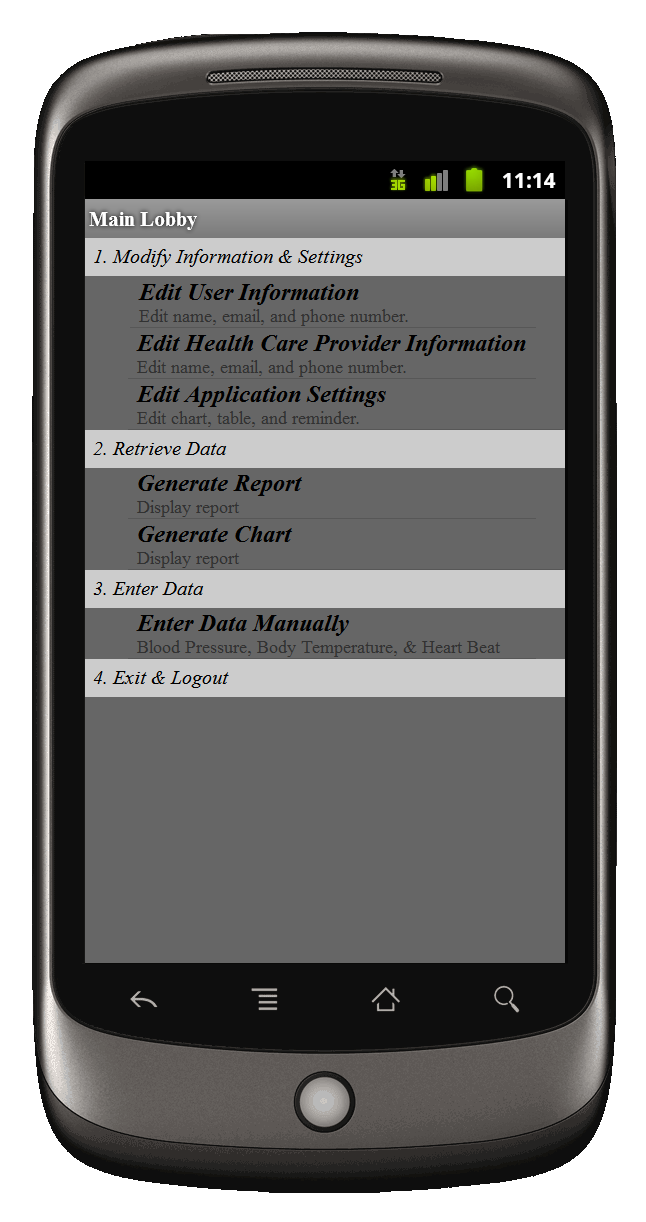 3G 11:14
Main Lobby
1. Modify Information & Settings
Edit User Information
Edit name, email, and phone number.
Edit Health Care Provider Information
Edit name, email, and phone number.
Edit Application Settings
Edit chart, table, and reminder.
2. Retrieve Data
Generate Report
Display report
Generate Chart
Display report
3. Enter Data
Enter Data Manually
Blood Pressure, Body Temperature, & Heart Beat
4. Exit & Logout